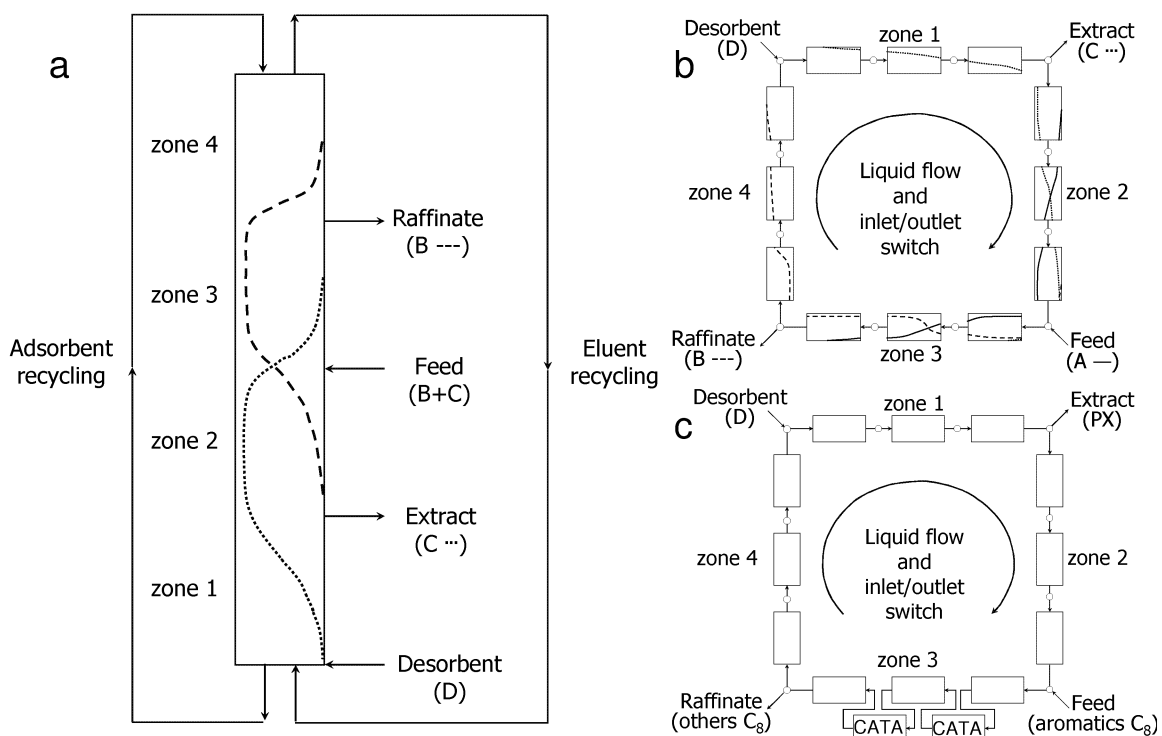 a
zone 4
Raffinate
(B ---)
zone 3
Adsorbent
recycling
Feed
(B+C)
Eluent
recycling
zone 2
Extract
(C ···)
zone 1
Desorbent
(D)
b
Desorbent
(D)
zone 1
Extract
(C ···)
zone 4
Liquid flow
and
inlet/outlet
switch
zone 2
Raffinate
(B ---)
zone 3
Feed
(A —)
c
Desorbent
(D)
zone 1
Extract
(PX)
zone 4
Liquid flow
and
inlet/outlet
switch
zone 2
zone 3
Raffinate
(others C₈)
CATA
CATA
Feed
(aromatics C₈)